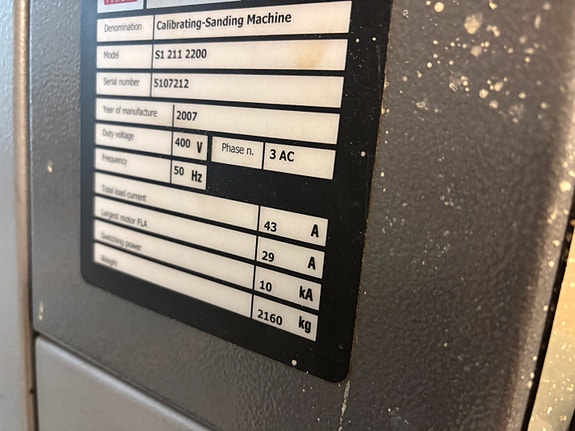 Denomination Calibrating-Sanding Machine
Model S1 211 2200
Serial number 5107212
Year of manufacture 2007
Duty voltage 400 V Phase n. 3 AC
Frequency 50 Hz
Total load current 43 A
Largest motor FLA 29 A
Switching power 10 kA
Weight 2160 kg